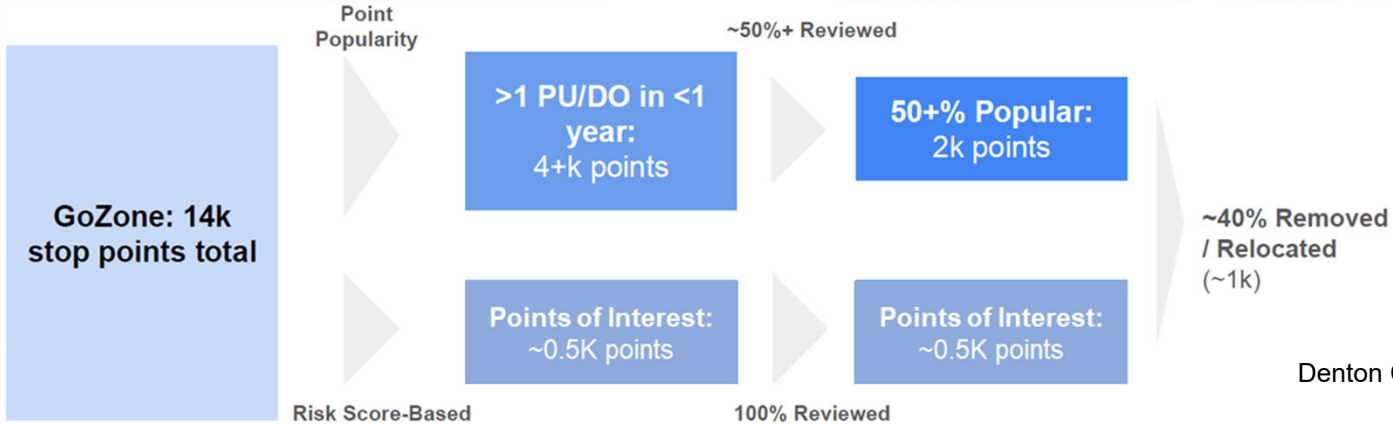 Point
Popularity
~50%+ Reviewed
>1 PU/DO in <1
year:
4+k points
50+% Popular:
2k points
GoZone: 14k
stop points total
~40% Removed
/ Relocated
(~1k)
Points of Interest:
~0.5K points
Points of Interest:
~0.5K points
Denton
Risk Score-Based
100% Reviewed